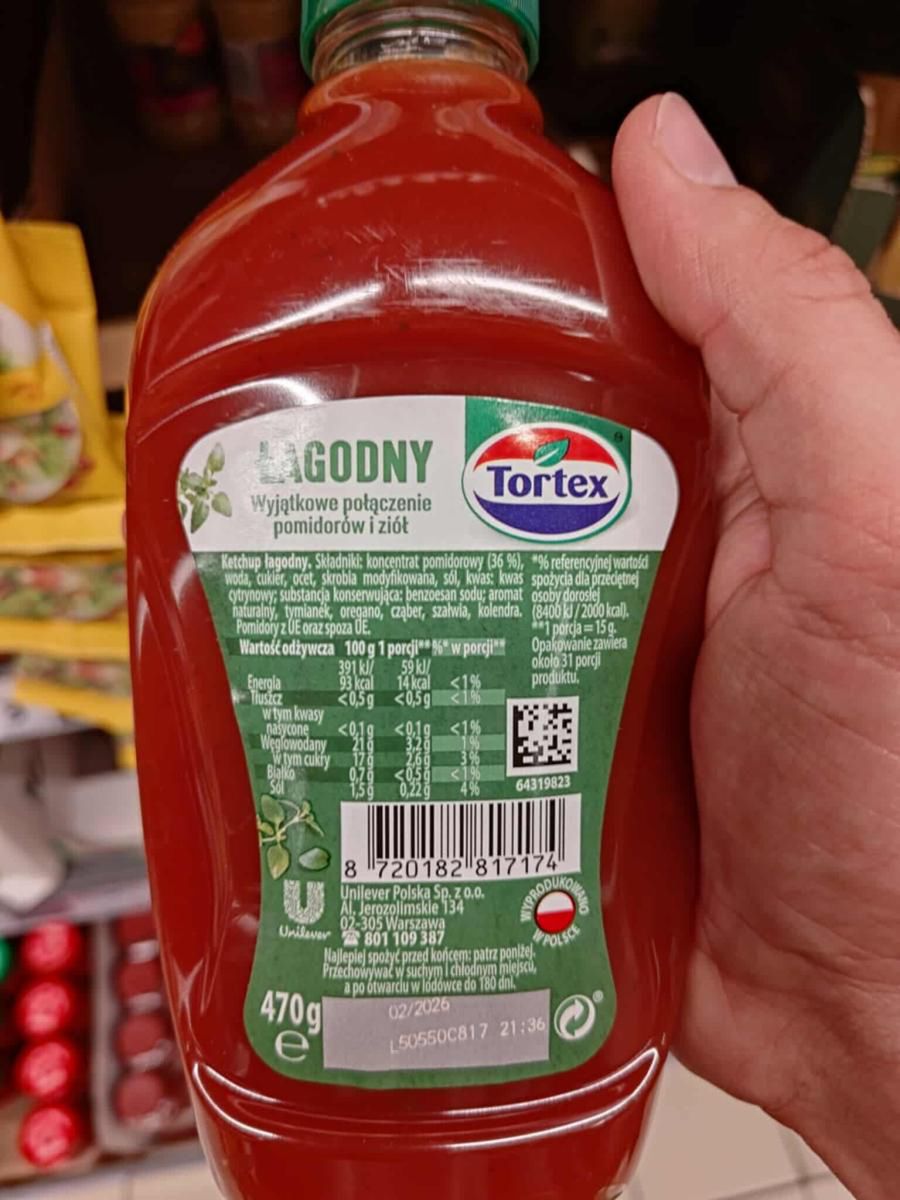 ŁAGODNY
Wyjątkowe połączenie
pomidorów i ziół
Tortex
®
Ketchup łagodny. Składniki: koncentrat pomidorowy (36 %),
woda, cukier, ocet, skrobia modyfikowana, sól, kwas: kwas
cytrynowy; substancja konserwująca: benzoesan sodu; aromat
naturalny, tymianek, oregano, cząber, szałwia, kolendra.
Pomidory z UE oraz spoza UE.
*% referencyjnej wartości
spożycia dla przeciętnej
osoby dorosłej
(8400 kJ / 2000 kcal).
**1 porcja = 15 g.
Opakowanie zawiera
około 31 porcji
produktu.
Wartość odżywcza 100 g 1 porcji** %* w porcji**
391 kJ/ 59 kJ/
Energia 93 kcal 14 kcal <1%
Tłuszcz <0,5 g <0,5 g <1%
w tym kwasy
nasycone <0,1 g <0,1 g <1%
Węglowodany 21 g 3,2 g 1%
w tym cukry 17 g 2,6 g 3%
Białko 0,7 g <0,5 g <1%
Sól 1,5 g 0,22 g 4%
64319823
8 720182 817174
Unilever
Unilever Polska Sp. z o.o.
Al. Jerozolimskie 134
02-305 Warszawa
☎ 801 109 387
WYPRODUKOWANO
W POLSCE
Najlepiej spożyć przed końcem: patrz poniżej.
Przechowywać w suchym i chłodnym miejscu,
a po otwarciu w lodówce do 180 dni.
470g
e
02/2026
L50550C817 21:36
®